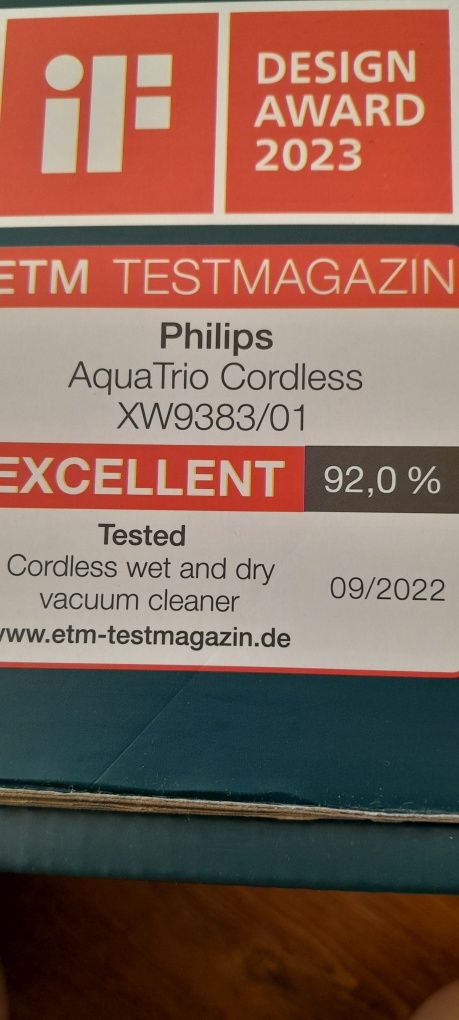 iF
DESIGN
AWARD
2023
ETM TESTMAGAZIN
Philips
AquaTrio Cordless
XW9383/01
EXCELLENT 92,0 %
Tested
Cordless wet and dry
vacuum cleaner
09/2022
www.etm-testmagazin.de